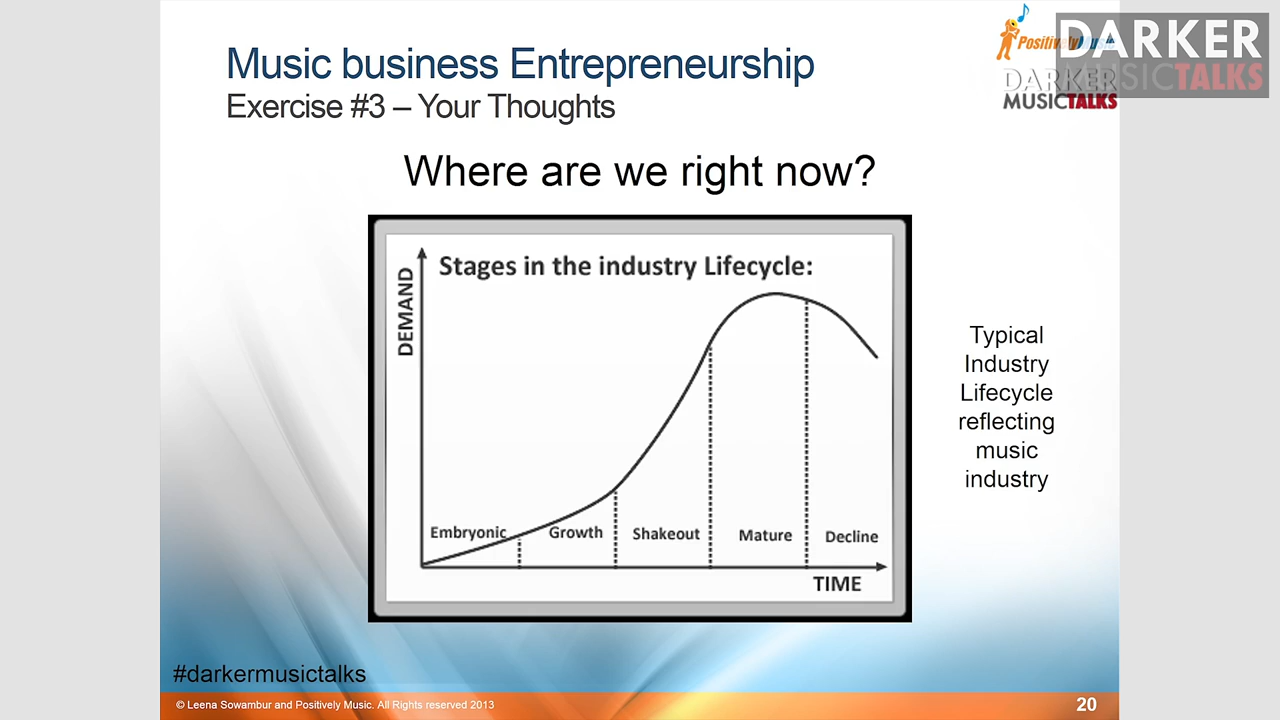 Music business Entrepreneurship
Exercise #3 – Your Thoughts
DARKER
MUSICTALKS
DARKER
MUSICTALKS
Where are we right now?
Stages in the industry Lifecycle:
DEMAND
Embryonic
Growth
Shakeout
Mature
Decline
TIME
Typical
Industry
Lifecycle
reflecting
music
industry
#darkermusictalks
© Leena Sowambur and Positively Music. All Rights reserved 2013
20